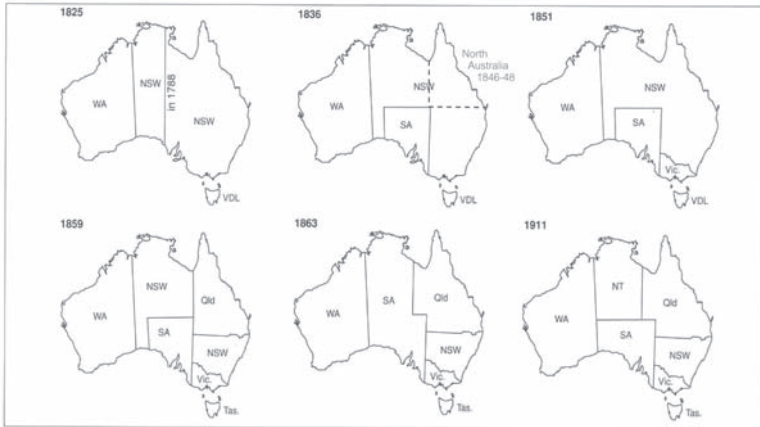 1825
WA
NSW
in 1788
NSW
VDL
1836
North
Australia
1846-48
WA
NSW
SA
VDL
1851
WA
NSW
SA
Vic.
VDL
1859
WA
NSW
Qld
SA
NSW
Vic.
Tas.
1863
WA
SA
Qld
NSW
Vic.
Tas.
1911
WA
NT
Qld
SA
NSW
Vic.
Tas.